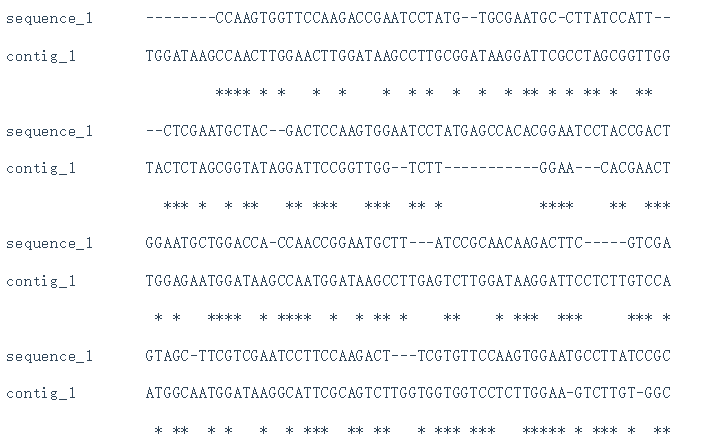 sequence_1 --------CCAAGTGGTTCCAAGACCGAATCCTATG--TGCGAATGC-CTTATCCATT--
contig_1 TGGATAAGCCAACTTGGAACTTGGATAAGCCTTGCGGATAAGGATTCGCCTAGCGGTTGG
**** * *   *  *    * * *  *  *  * ** * * ** *  **
sequence_1 --CTCGAATGCTAC--GACTCCAAGTGGAATCCTATGAGCCACACGGAATCCTACCGACT
contig_1 TACTCTAGCGGTATAGGATTCCGGTTGG--TCTT-----------GGAA---CACGAACT
*** *  * **   ** ***   ***  ** *           ****    **  ***
sequence_1 GGAATGCTGGACCA-CCAACCGGAATGCTT---ATCCGCAACAAGACTTC-----GTCGA
contig_1 TGGAGAATGGATAAGCCAATGGATAAGCCTTGAGTCTTGGATAAGGATTCCTCTTGTCCA
* *   ****  * ****  *  * ** *    **    * ***  ***     *** *
sequence_1 GTAGC-TTCGTCGAATCCTTCCAAGACT---TCGTGTTCCAAGTGGAATGCCTTATCCGC
contig_1 ATGGCAATGGATAAGGCATTCGCAGTCTTGGTGGTGGTCCTCTTGGAA-GTCTTGT-GGC
* **  * *   *  * ***  ** **   * *** ***  ***** * *** *  **